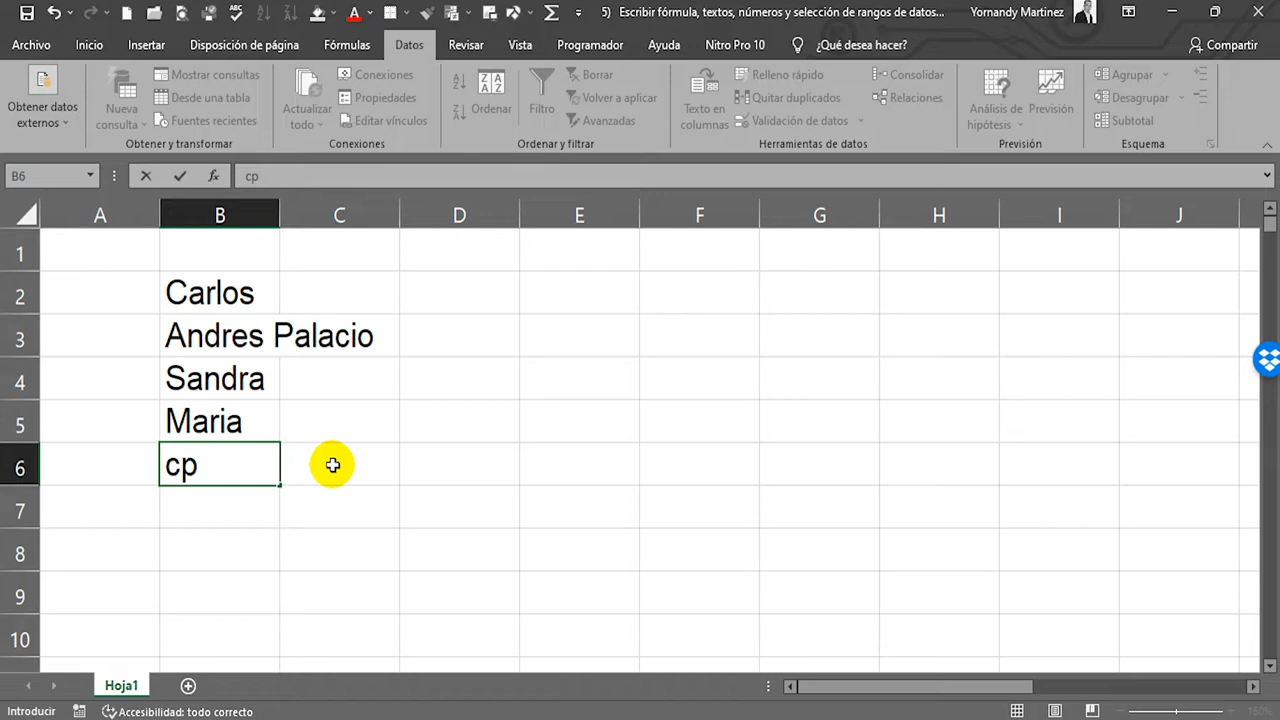 5) Escribir fórmula, textos, números y selección de rangos de datos...
Yornandy Martinez
Archivo
Inicio
Insertar
Disposición de página
Fórmulas
Datos
Revisar
Vista
Programador
Ayuda
Nitro Pro 10
¿Qué desea hacer?
Compartir
Obtener datos externos
Nueva consulta
Mostrar consultas
Desde una tabla
Fuentes recientes
Obtener y transformar
Actualizar todo
Conexiones
Propiedades
Editar vínculos
Conexiones
Ordenar
Filtro
Borrar
Volver a aplicar
Avanzadas
Ordenar y filtrar
Texto en columnas
Relleno rápido
Quitar duplicados
Validación de datos
Consolidar
Relaciones
Herramientas de datos
Análisis de hipótesis
Previsión
Previsión
Agrupar
Desagrupar
Subtotal
Esquema
B6
fx
cp
A B C D E F G H I J
1
2 Carlos
3 Andres Palacio
4 Sandra
5 Maria
6 cp
7
8
9
10
Hoja1
Introducir
Accesibilidad: todo correcto
160%